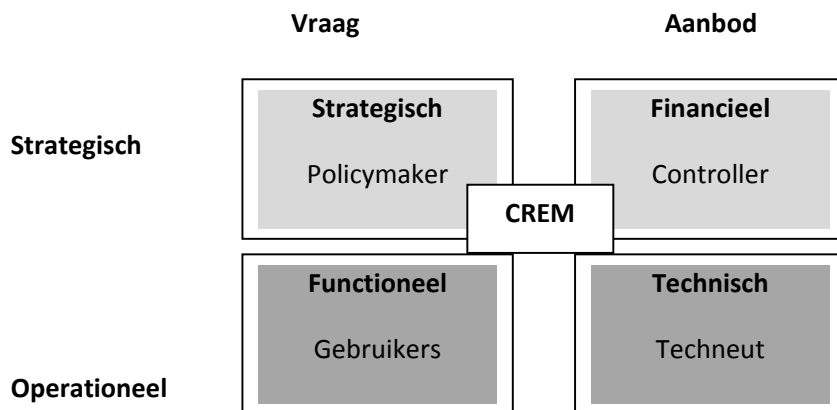 Vraag Aanbod
Strategisch Financieel
Strategisch
Policymaker Controller
CREM
Functioneel Technisch
Gebruikers Techneut
Operationeel